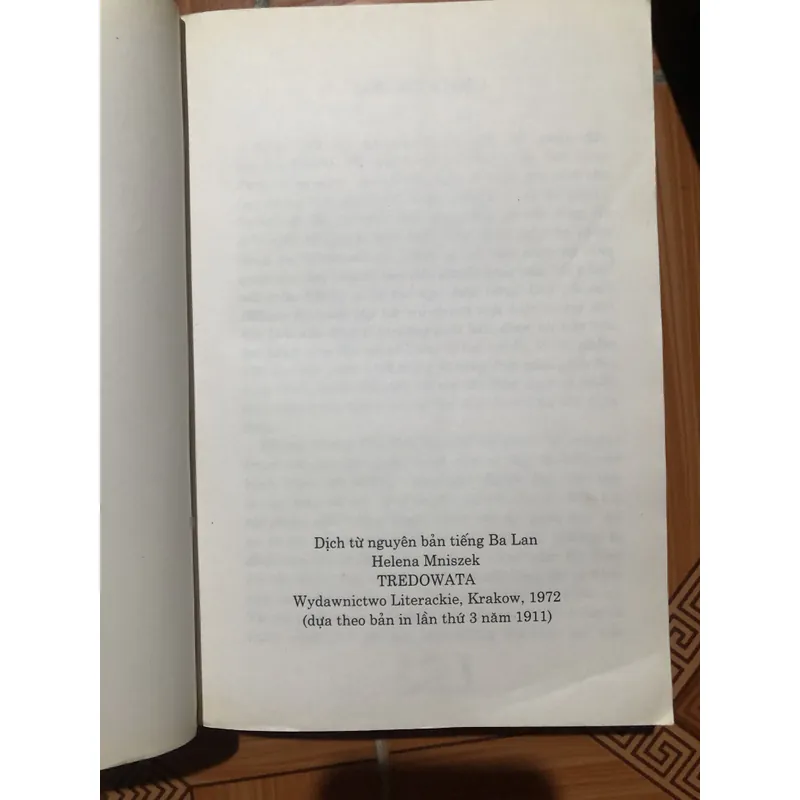 Dịch từ nguyên bản tiếng Ba Lan
Helena Mniszek
TREDOWATA
Wydawnictwo Literackie, Krakow, 1972
(dựa theo bản in lần thứ 3 năm 1911)